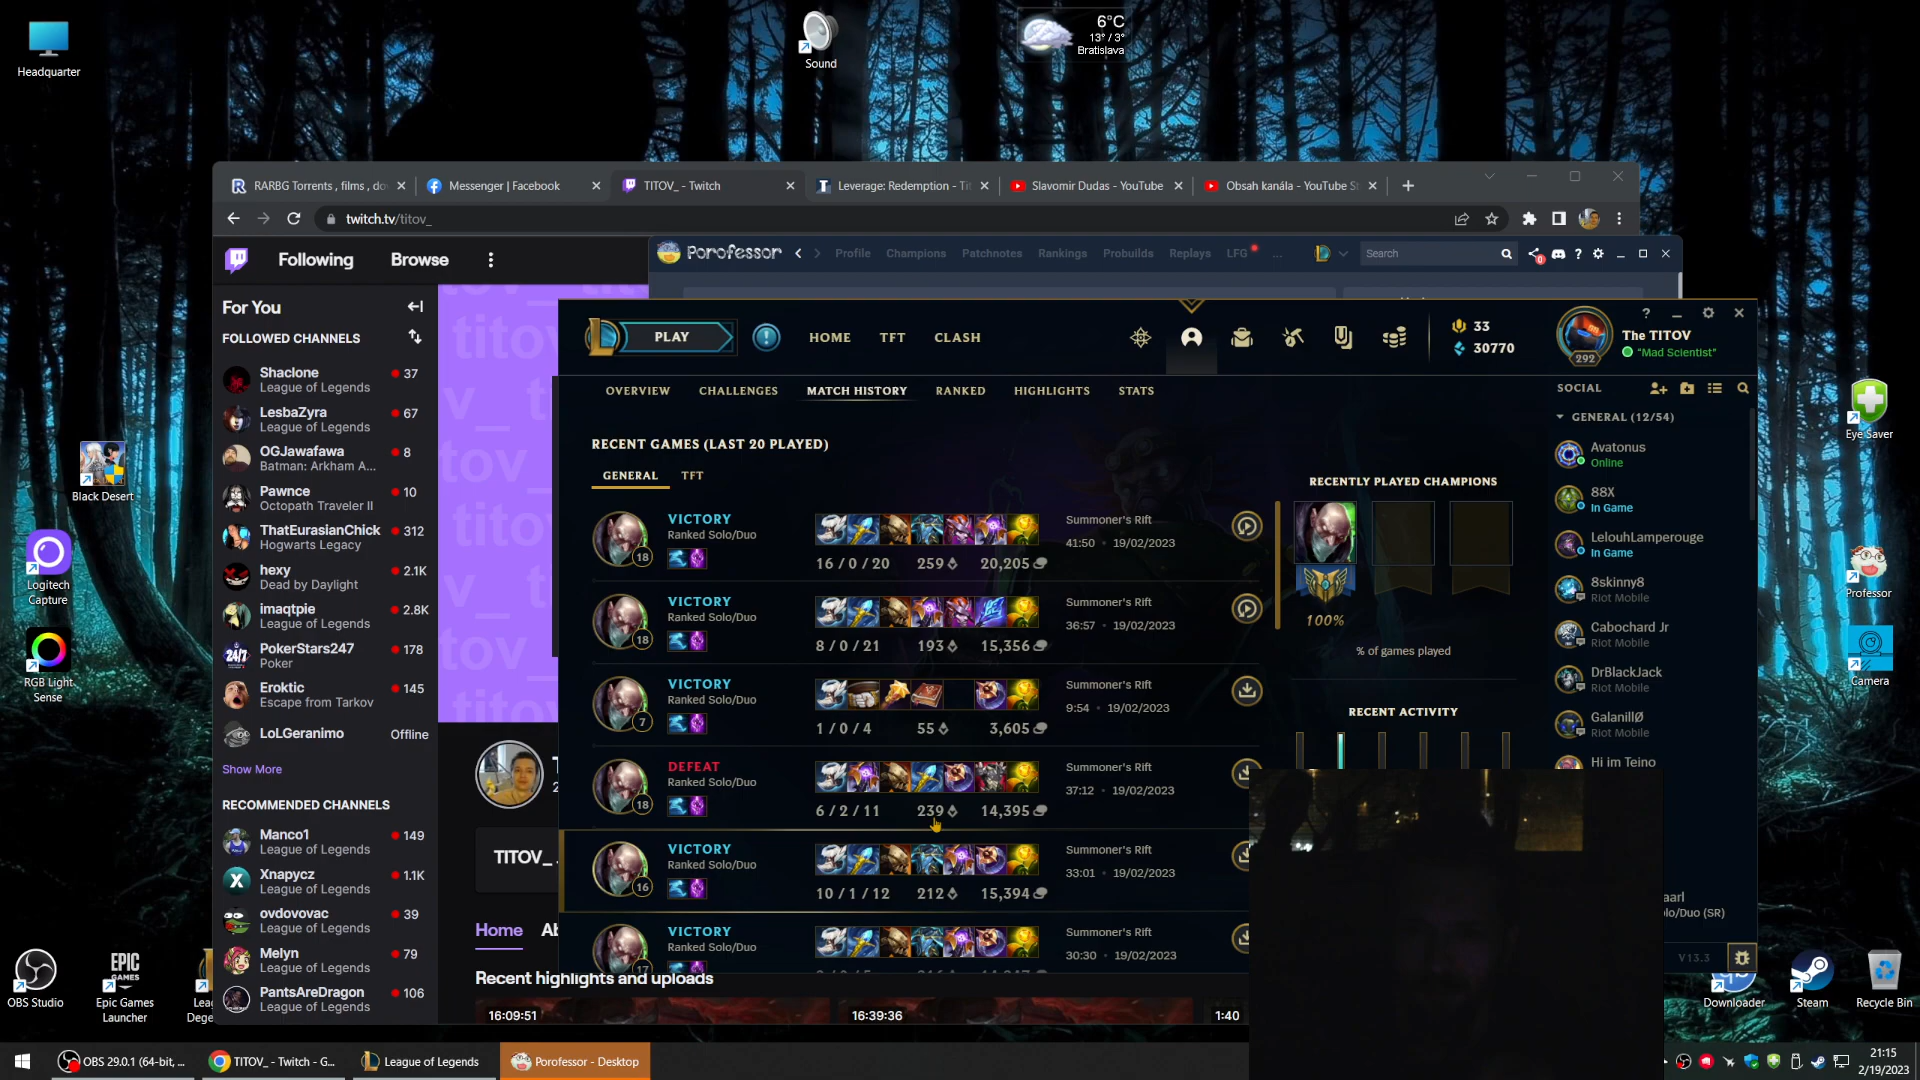 Headquarter
Sound
6°C
13° / 3°
Bratislava
RARBG Torrents , films , do
Messenger | Facebook
TITOV_ - Twitch
Leverage: Redemption - Ti
Slavomir Dudas - YouTube
Obsah kanála - YouTube S
twitch.tv/titov_
Following
Browse
Porofessor
Profile
Champions
Patchnotes
Rankings
Probuilds
Replays
LFG
...
Search
For You
FOLLOWED CHANNELS
Shaclone
37
League of Legends
LesbaZyra
67
League of Legends
OGJawafawa
8
Batman: Arkham A...
Pawnce
10
Octopath Traveler II
ThatEurasianChick
312
Hogwarts Legacy
hexy
2.1K
Dead by Daylight
imaqtpie
2.8K
League of Legends
PokerStars247
178
Poker
Eroktic
145
Escape from Tarkov
LoLGeranimo
Offline
Show More
RECOMMENDED CHANNELS
Manco1
149
League of Legends
Xnapycz
1.1K
League of Legends
ovdovovac
39
League of Legends
Melyn
79
League of Legends
PantsAreDragon
106
League of Legends
TITOV_
Home
Recent highlights and uploads
16:09:51
16:39:36
1:40
PLAY
HOME
TFT
CLASH
33
30770
292
The TITOV
"Mad Scientist"
OVERVIEW
CHALLENGES
MATCH HISTORY
RANKED
HIGHLIGHTS
STATS
RECENT GAMES (LAST 20 PLAYED)
GENERAL
TFT
VICTORY
Ranked Solo/Duo
18
16 / 0 / 20
259
20,205
Summoner's Rift
41:50 • 19/02/2023
VICTORY
Ranked Solo/Duo
18
8 / 0 / 21
193
15,356
Summoner's Rift
36:57 • 19/02/2023
VICTORY
Ranked Solo/Duo
7
1 / 0 / 4
55
3,605
Summoner's Rift
9:54 • 19/02/2023
DEFEAT
Ranked Solo/Duo
18
6 / 2 / 11
239
14,395
Summoner's Rift
37:12 • 19/02/2023
VICTORY
Ranked Solo/Duo
16
10 / 1 / 12
212
15,394
Summoner's Rift
33:01 • 19/02/2023
VICTORY
Ranked Solo/Duo
17
Summoner's Rift
30:30 • 19/02/2023
RECENTLY PLAYED CHAMPIONS
100%
% of games played
RECENT ACTIVITY
SOCIAL
GENERAL (12/54)
Avatonus
Online
88X
In Game
LelouhLamperouge
In Game
8skinny8
Riot Mobile
Cabochard Jr
Riot Mobile
DrBlackJack
Riot Mobile
GalanillØ
Riot Mobile
Hi im Teino
aarl
olo/Duo (SR)
V13.3
Black Desert
Logitech
Capture
RGB Light
Sense
OBS Studio
Epic Games
Launcher
Leag
Dege
Eye Saver
Professor
Camera
Downloader
Steam
Recycle Bin
OBS 29.0.1 (64-bit, ...
TITOV_ - Twitch - G...
League of Legends
Porofessor - Desktop
21:15
2/19/2023